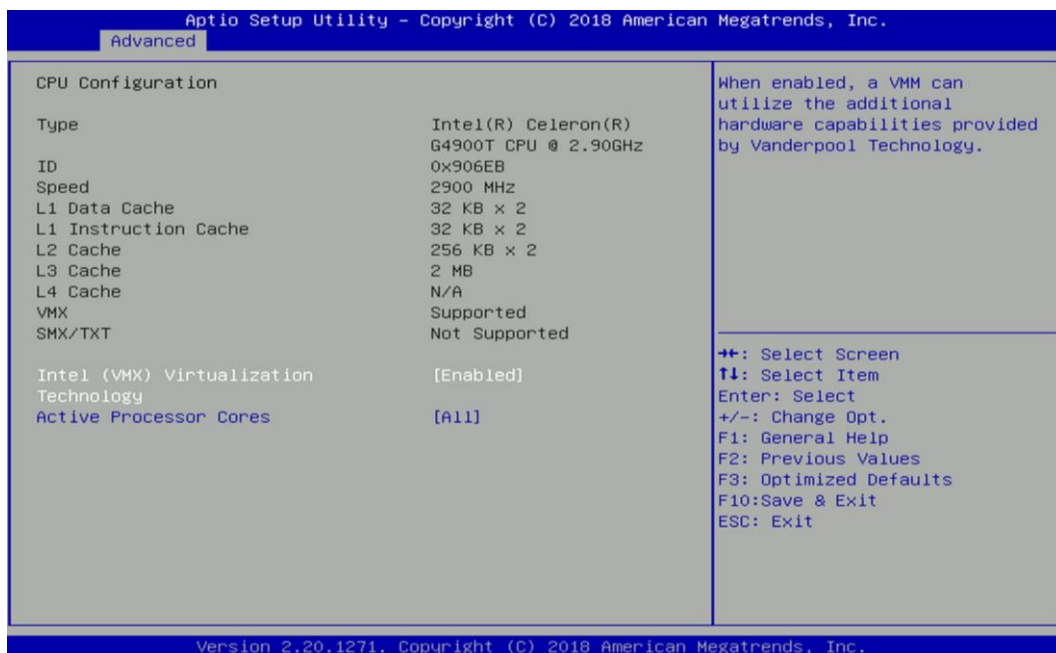 Aptio Setup Utility – Copyright (C) 2018 American Megatrends, Inc.
Advanced
CPU Configuration
Type Intel(R) Celeron(R)
G4900T CPU @ 2.90GHz
ID 0x906EB
Speed 2900 MHz
L1 Data Cache 32 KB x 2
L1 Instruction Cache 32 KB x 2
L2 Cache 256 KB x 2
L3 Cache 2 MB
L4 Cache N/A
VMX Supported
SMX/TXT Not Supported
Intel (VMX) Virtualization [Enabled]
Technology
Active Processor Cores [All]
When enabled, a VMM can
utilize the additional
hardware capabilities provided
by Vanderpool Technology.
→←: Select Screen
↑↓: Select Item
Enter: Select
+/-: Change Opt.
F1: General Help
F2: Previous Values
F3: Optimized Defaults
F10:Save & Exit
ESC: Exit
Version 2.20.1271. Copyright (C) 2018 American Megatrends, Inc.